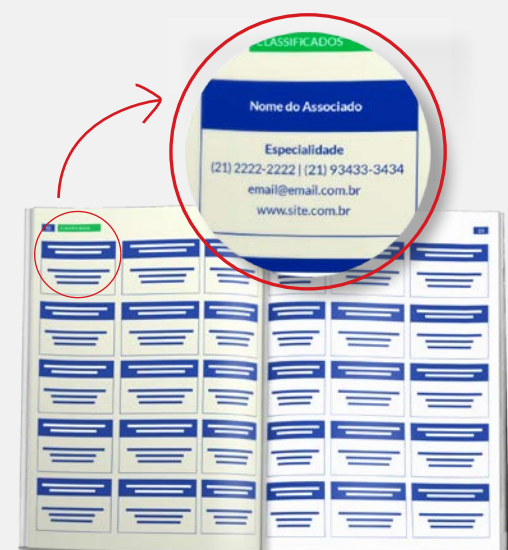 CLASSIFICADOS
Nome do Associado
Especialidade
(21) 2222-2222 | (21) 93433-3434
email@email.com.br
www.site.com.br
CLASSIFICADOS